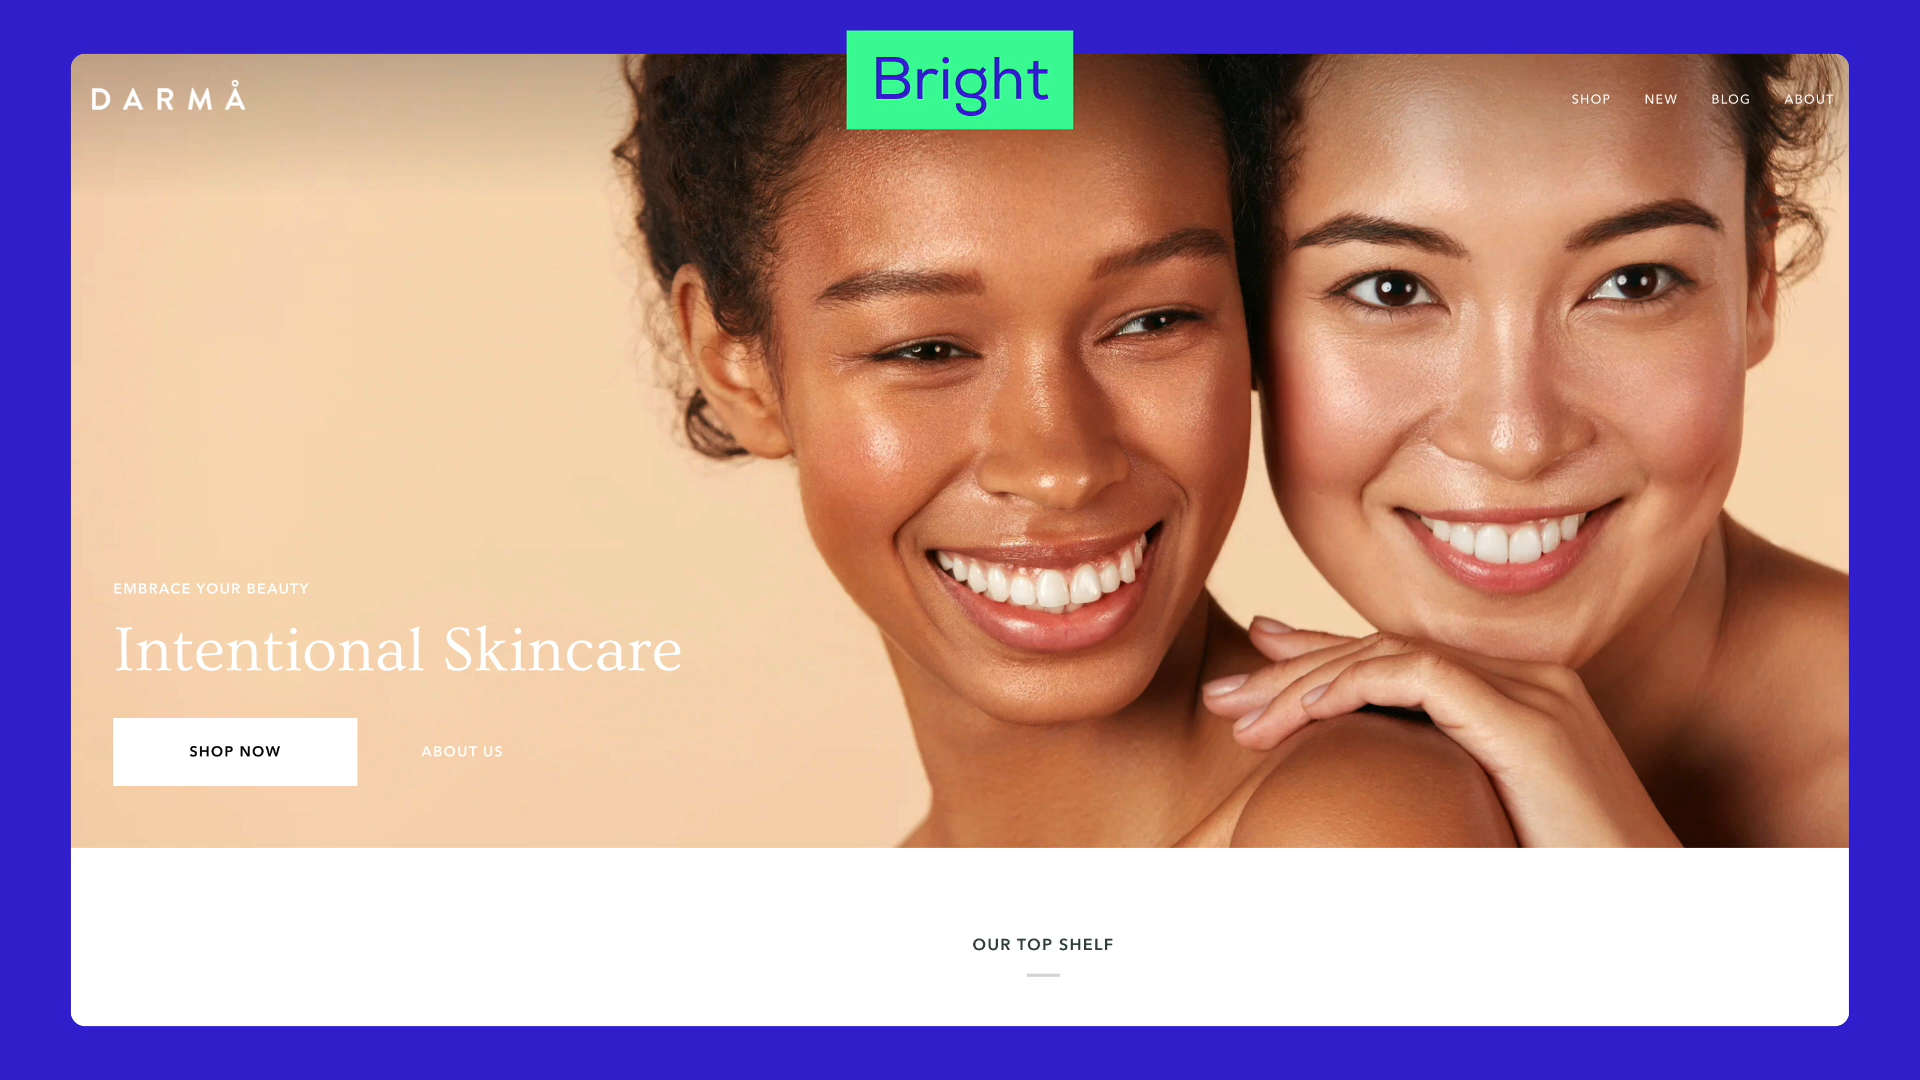 Bright
DARMÅ
SHOP NEW BLOG ABOUT
EMBRACE YOUR BEAUTY
Intentional Skincare
SHOP NOW ABOUT US
OUR TOP SHELF